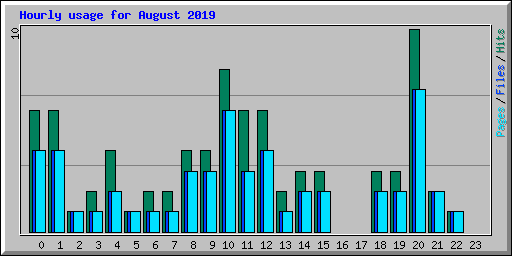 Hourly usage for August 2019
10
Pages/Files/Hits
0 1 2 3 4 5 6 7 8 9 10 11 12 13 14 15 16 17 18 19 20 21 22 23